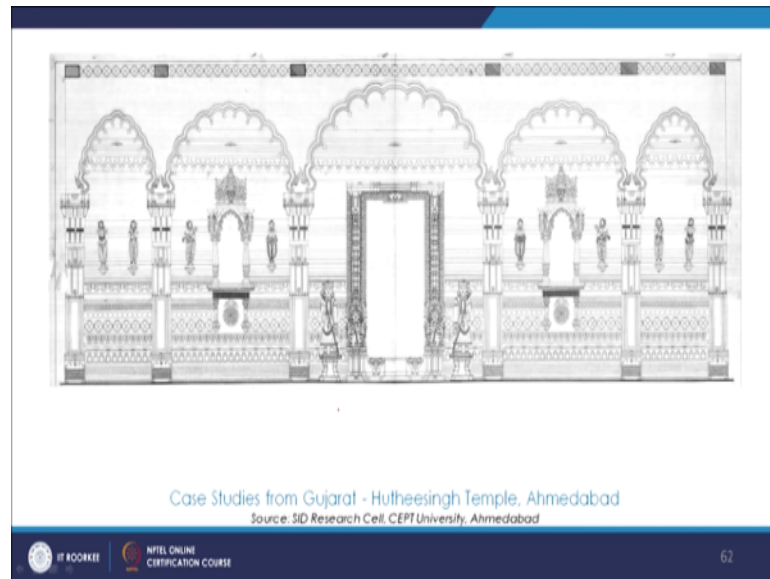 Case Studies from Gujarat - Hutheesingh Temple, Ahmedabad
Source: SID Research Cell, CEPT University, Ahmedabad
IIT ROORKEE
NPTEL ONLINE
CERTIFICATION COURSE
62